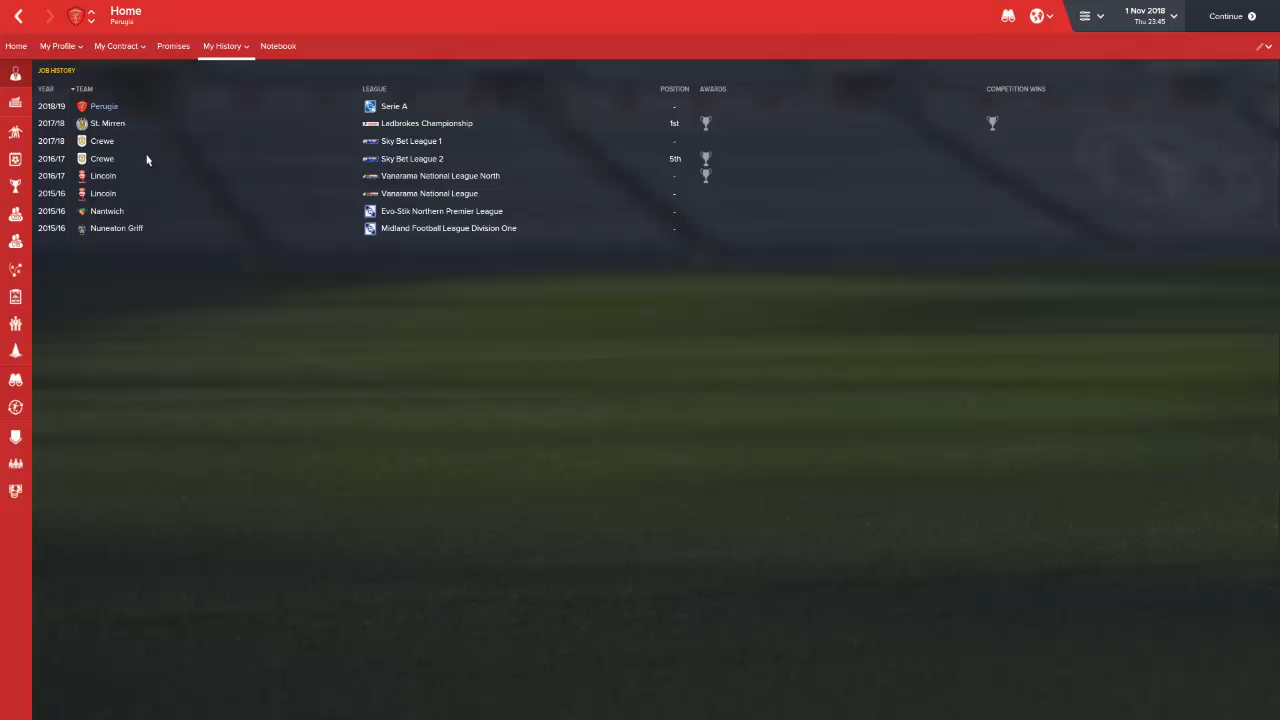 Home
Perugia
1 Nov 2018
Thu 23:45
Continue
Home My Profile My Contract Promises My History Notebook
JOB HISTORY
YEAR TEAM LEAGUE POSITION AWARDS COMPETITION WINS
2018/19 Perugia Serie A -
2017/18 St. Mirren Ladbrokes Championship 1st
2017/18 Crewe Sky Bet League 1 -
2016/17 Crewe Sky Bet League 2 5th
2016/17 Lincoln Vanarama National League North -
2015/16 Lincoln Vanarama National League -
2015/16 Nantwich Evo-Stik Northern Premier League -
2015/16 Nuneaton Griff Midland Football League Division One -